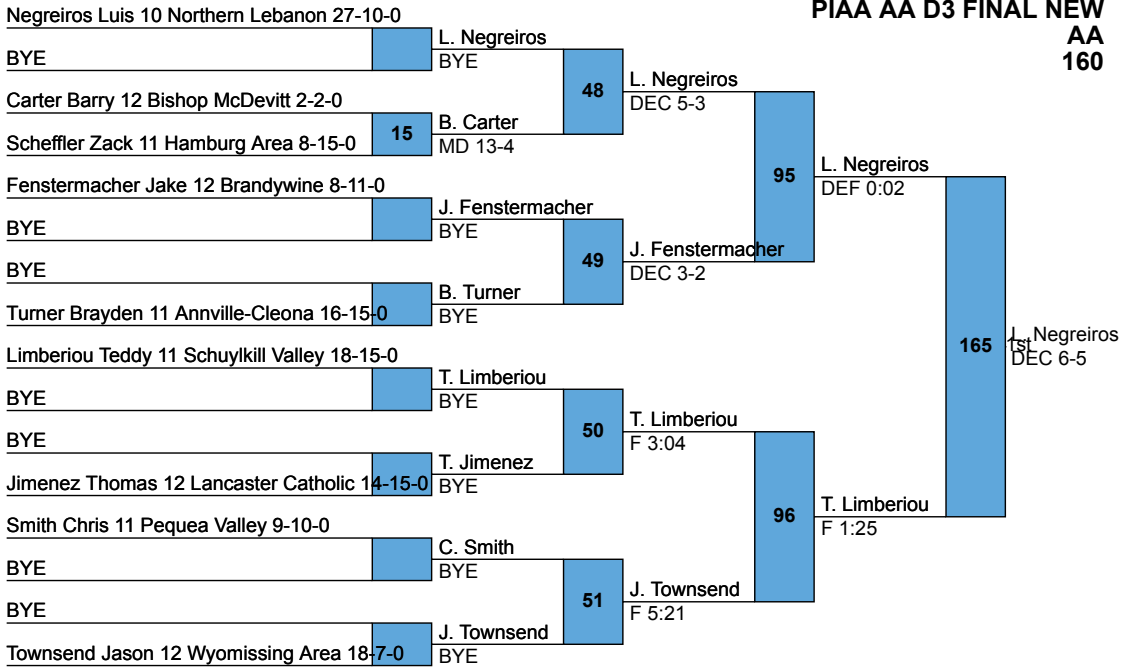 PIAA AA D3 FINAL NEW
AA
160
Negreiros Luis 10 Northern Lebanon 27-10-0
BYE
L. Negreiros
BYE
Carter Barry 12 Bishop McDevitt 2-2-0
Scheffler Zack 11 Hamburg Area 8-15-0
15
B. Carter
MD 13-4
48
L. Negreiros
DEC 5-3
Fenstermacher Jake 12 Brandywine 8-11-0
BYE
J. Fenstermacher
BYE
BYE
Turner Brayden 11 Annville-Cleona 16-15-0
B. Turner
BYE
49
J. Fenstermacher
DEC 3-2
95
L. Negreiros
DEF 0:02
Limberiou Teddy 11 Schuylkill Valley 18-15-0
BYE
T. Limberiou
BYE
BYE
Jimenez Thomas 12 Lancaster Catholic 14-15-0
T. Jimenez
BYE
50
T. Limberiou
F 3:04
Smith Chris 11 Pequea Valley 9-10-0
BYE
C. Smith
BYE
BYE
Townsend Jason 12 Wyomissing Area 18-7-0
J. Townsend
BYE
51
J. Townsend
F 5:21
96
T. Limberiou
F 1:25
165
L. Negreiros
1st
DEC 6-5